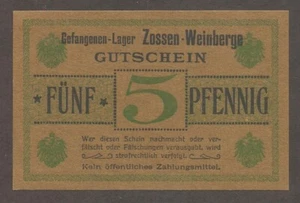 Gefangenen-Lager Zossen-Weinberge
GUTSCHEIN
FÜNF 5 PFENNIG
Wer diesen Schein nachmacht oder ver-
fälscht oder Fälschungen verausgabt, wird
strafrechtlich verfolgt.
Kein öffentliches Zahlungsmittel.